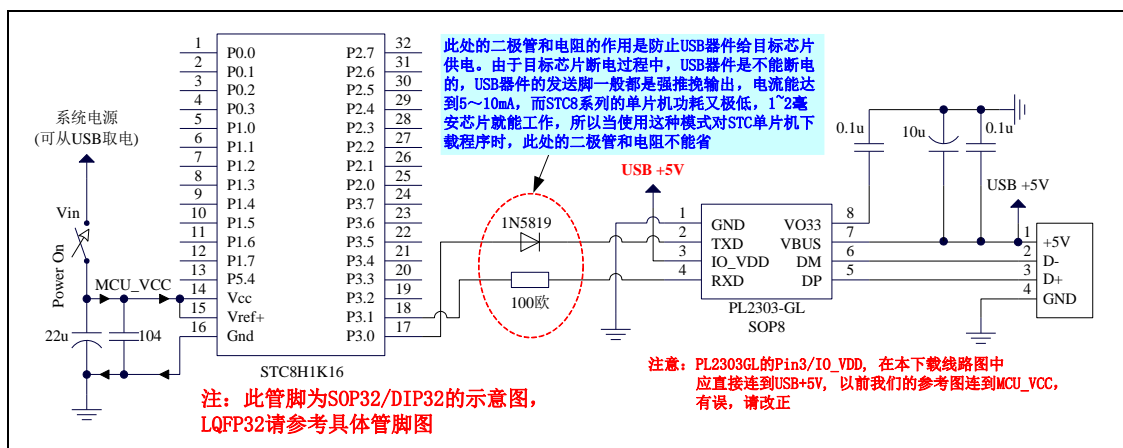 此处的二极管和电阻的作用是防止USB器件给目标芯片
供电。由于目标芯片断电过程中，USB器件是不能断电
的，USB器件的发送脚一般都是强推挽输出，电流能达
到5～10mA，而STC8系列的单片机功耗又极低，1~2毫
安芯片就能工作，所以当使用这种模式对STC单片机下
载程序时，此处的二极管和电阻不能省
系统电源
(可从USB取电)
Vin
Power On
MCU_VCC
22u
104
1 P0.0
2 P0.1
3 P0.2
4 P0.3
5 P1.0
6 P1.1
7 P1.2
8 P1.3
9 P1.4
10 P1.5
11 P1.6
12 P1.7
13 P5.4
14 Vcc
15 Vref+
16 Gnd
P2.7 32
P2.6 31
P2.5 30
P2.4 29
P2.3 28
P2.2 27
P2.1 26
P2.0 25
P3.7 24
P3.6 23
P3.5 22
P3.4 21
P3.3 20
P3.2 19
P3.1 18
P3.0 17
STC8H1K16
1N5819
100欧
USB +5V
1 GND
2 TXD
3 IO_VDD
4 RXD
VO33 8
VBUS 7
DM 6
DP 5
PL2303-GL
SOP8
0.1u
10u
0.1u
USB +5V
1 +5V
2 D-
3 D+
4 GND
注：此管脚为SOP32/DIP32的示意图，
LQFP32请参考具体管脚图
注意：PL2303GL的Pin3/IO_VDD, 在本下载线路图中
应直接连到USB+5V, 以前我们的参考图连到MCU_VCC，
有误，请改正